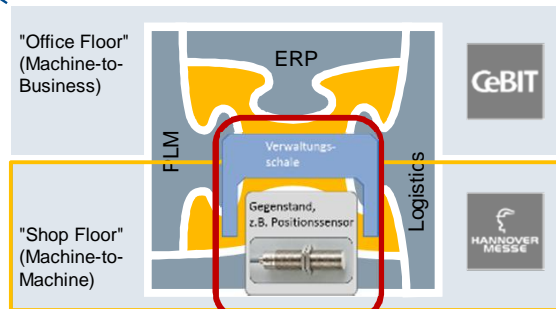 "Office Floor"
(Machine-to-
Business)
ERP
CeBIT
PLM
Verwaltungs-
schale
Logistics
Gegenstand,
z.B. Positionssensor
"Shop Floor"
(Machine-to-
Machine)
HANNOVER
MESSE